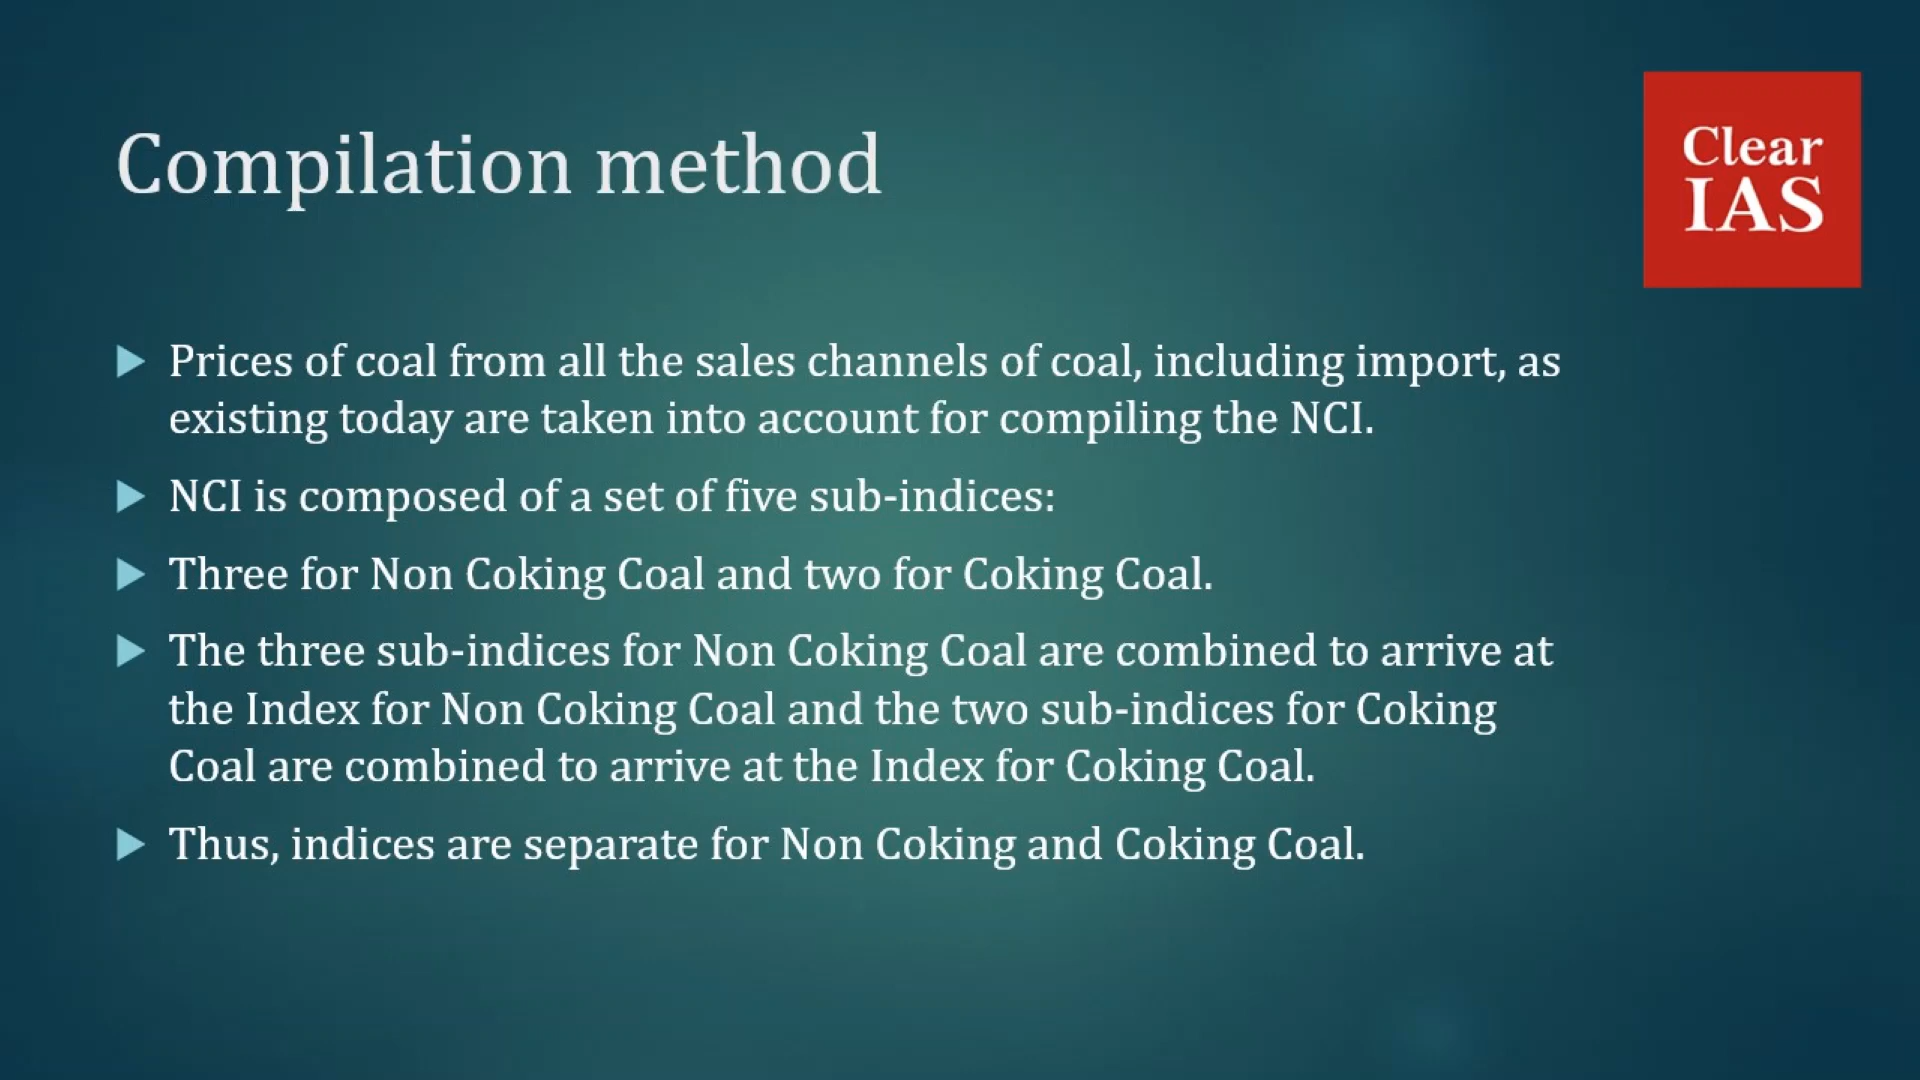 Compilation method
Clear
IAS
Prices of coal from all the sales channels of coal, including import, as
existing today are taken into account for compiling the NCI.
NCI is composed of a set of five sub-indices:
Three for Non Coking Coal and two for Coking Coal.
The three sub-indices for Non Coking Coal are combined to arrive at
the Index for Non Coking Coal and the two sub-indices for Coking
Coal are combined to arrive at the Index for Coking Coal.
Thus, indices are separate for Non Coking and Coking Coal.